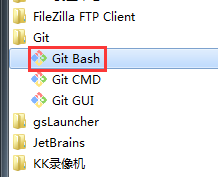 FileZilla FTP Client
Git
Git Bash
Git CMD
Git GUI
gsLauncher
JetBrains
KK录像机